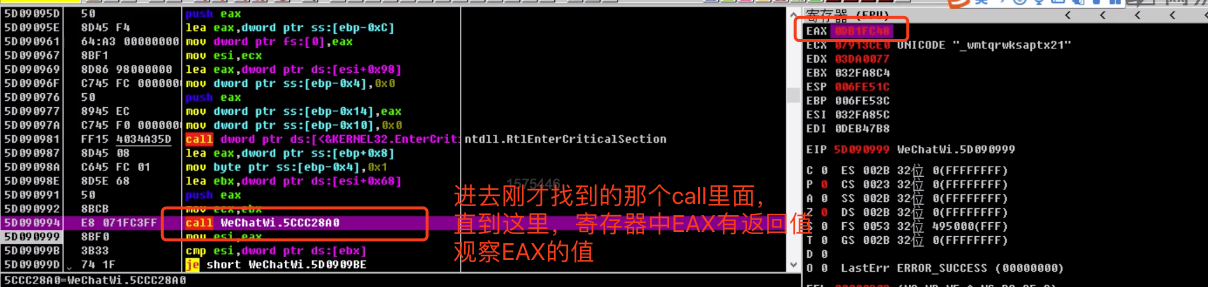 5D09095D 50 push eax
5D09095E 8D45 F4 lea eax,dword ptr ss:[ebp-0xC]
5D090961 64:A3 00000000 mov dword ptr fs:[0],eax
5D090967 8BF1 mov esi,ecx
5D090969 8D86 98000000 lea eax,dword ptr ds:[esi+0x98]
5D09096F C745 FC 0000000 mov dword ptr ss:[ebp-0x4],0x0
5D090976 50 push eax
5D090977 8945 EC mov dword ptr ss:[ebp-0x14],eax
5D09097A C745 F0 0000000 mov dword ptr ss:[ebp-0x10],0x0
5D090981 FF15 4034A35D call dword ptr ds:[<&KERNEL32.EnterCriti ntdll.RtlEnterCriticalSection
5D090987 8D45 08 lea eax,dword ptr ss:[ebp+0x8]
5D09098A C645 FC 01 mov byte ptr ss:[ebp-0x4],0x1
5D09098E 8D5E 68 lea ebx,dword ptr ds:[esi+0x68]
5D090991 50 push eax
5D090992 8BCB mov ecx,ebx
5D090994 E8 071FC3FF call WeChatWi.5CCC28A0
5D090999 8BF0 mov esi,eax
5D09099B 3B33 cmp esi,dword ptr ds:[ebx]
5D09099D 74 1F je short WeChatWi.5D0909BE
5CCC28A0=WeChatWi.5CCC28A0
1575446
进去刚才找到的那个call里面，
直到这里，寄存器中EAX有返回值
观察EAX的值
寄存器 (FPU) < < < < <
EAX 0DB1FC48
ECX 07913CE0 UNICODE "_wmtqrwksaptx21"
EDX 03DA0077
EBX 032FA8C4
ESP 006FE51C
EBP 006FE53C
ESI 032FA85C
EDI 0DEB47B8
EIP 5D090999 WeChatWi.5D090999
C 0 ES 002B 32位 0(FFFFFFFF)
P 0 CS 0023 32位 0(FFFFFFFF)
A 0 SS 002B 32位 0(FFFFFFFF)
0 DS 002B 32位 0(FFFFFFFF)
S 0 FS 0053 32位 495000(FFF)
T 0 GS 002B 32位 0(FFFFFFFF)
D 0
O 0 LastErr ERROR_SUCCESS (00000000)